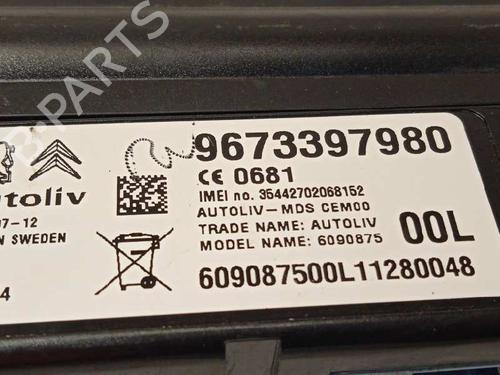 9673397980
CE 0681
IMEI no. 35442702068152
AUTOLIV-MDS CEM00
TRADE NAME: AUTOLIV
MODEL NAME: 6090875
00L
609087500L11280048
utoliv
07-12
N SWEDEN
4
B-PARTS